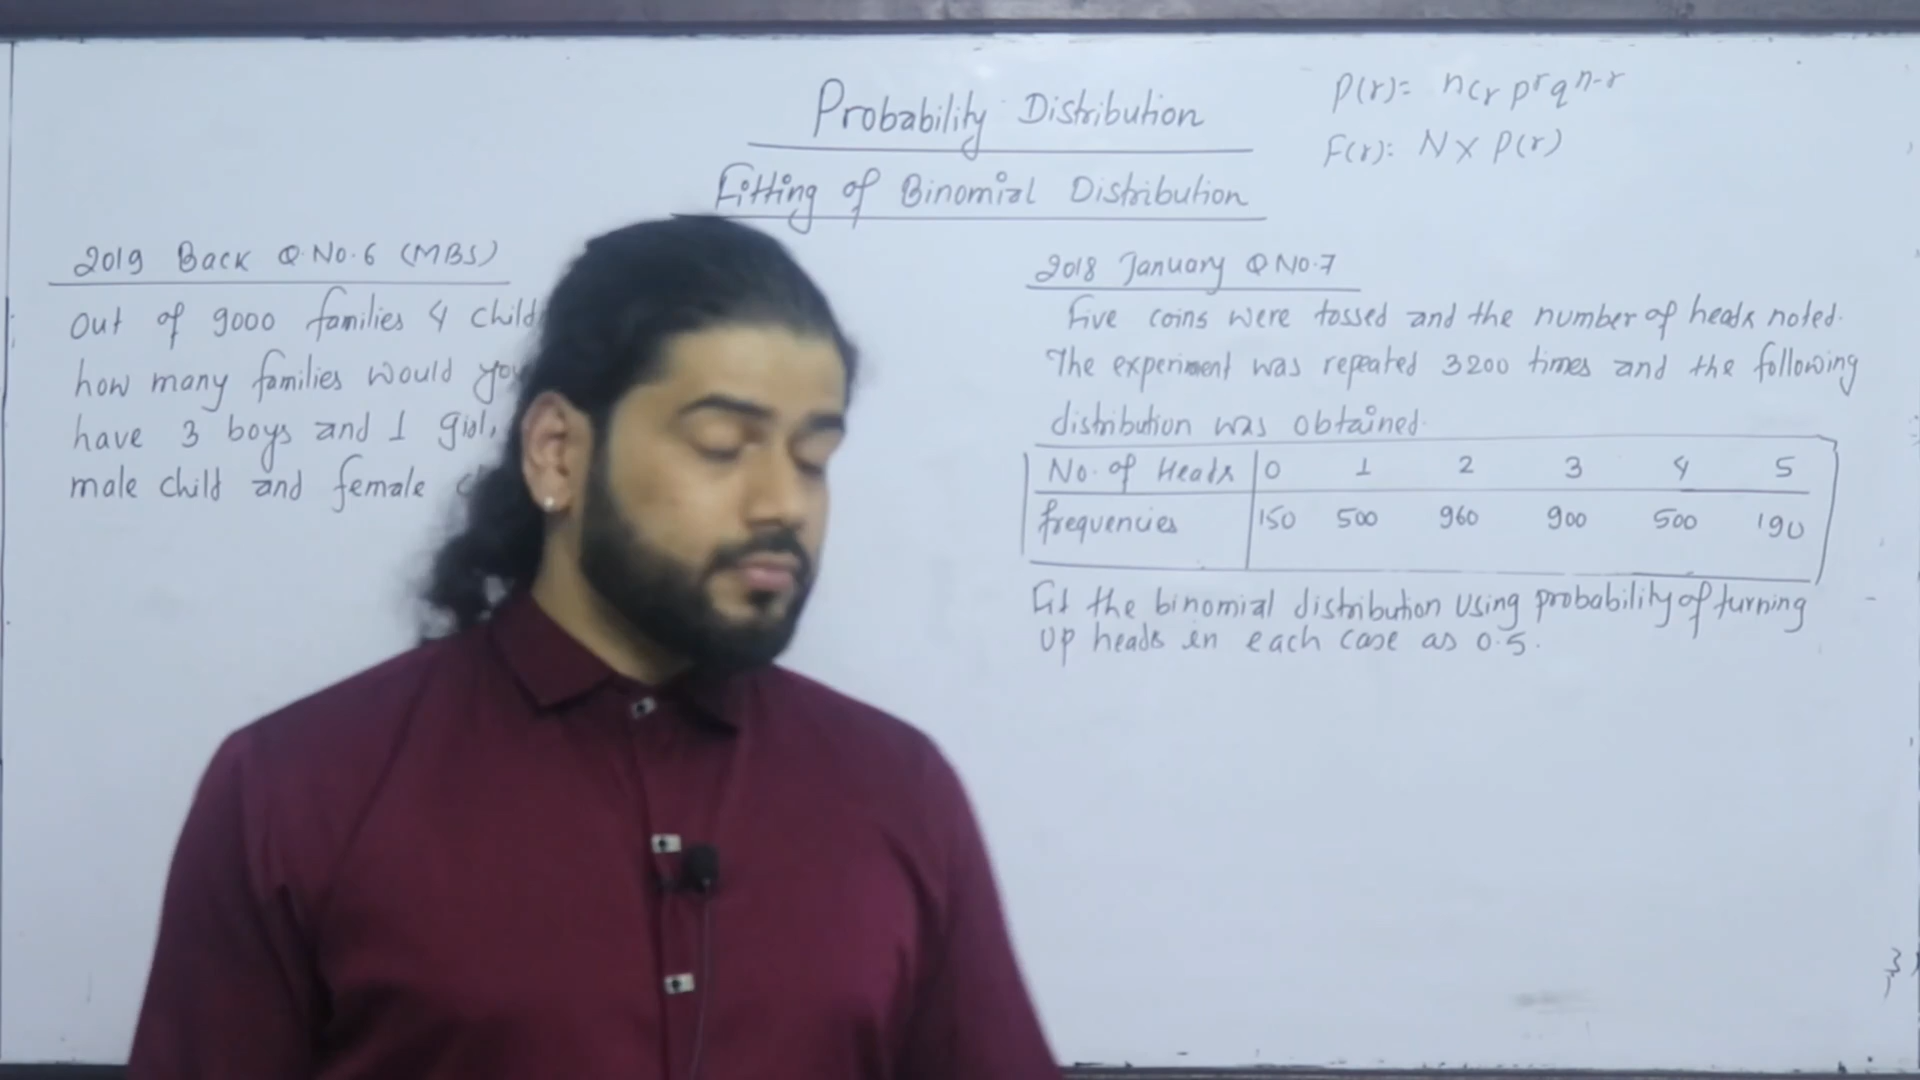 Probability Distribution
P(r)= ncr p^r q^n-r
F(r): N X P(r)
Fitting of Binomial Distribution
2019 Back Q.No.6 (MBS)
Out of 9000 families 4 child
how many families would you
have 3 boys and 1 girl,
male child and female
2018 January Q NO.7
Five coins were tossed and the number of heads noted.
The experiment was repeated 3200 times and the following
distribution was obtained.
No. of Heads 0 1 2 3 4 5
frequencies 150 500 960 900 500 190
Fit the binomial distribution using probability of turning
up heads in each case as 0.5.